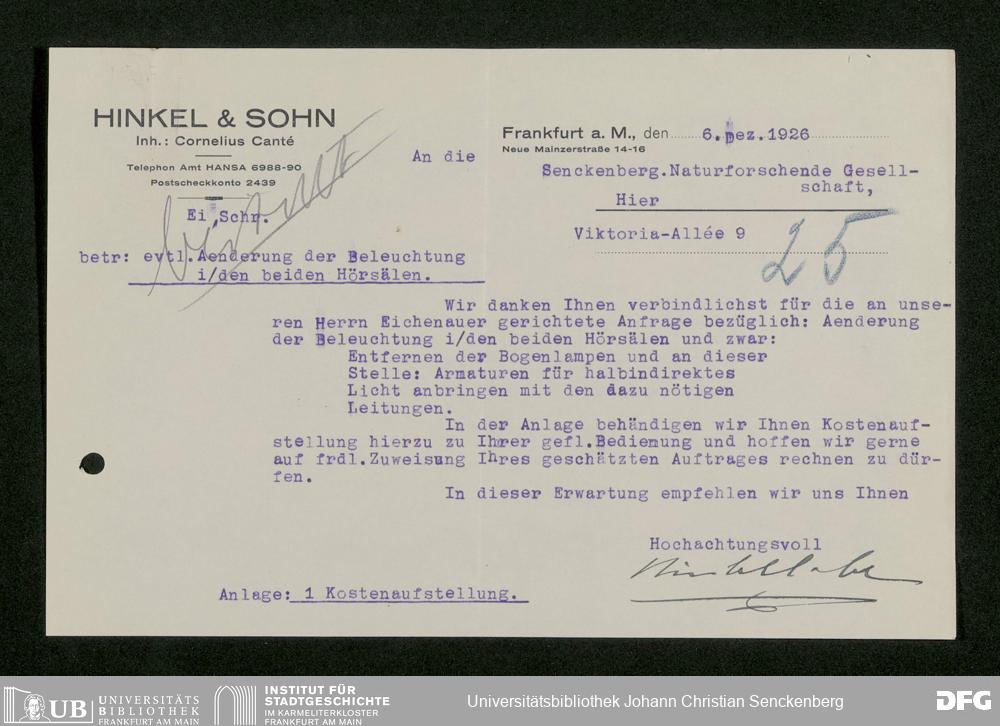 HINKEL & SOHN
Inh.: Cornelius Canté
Telephon Amt HANSA 6988-90
Postscheckkonto 2439
Ei,Schr.
Frankfurt a. M., den 6.Dez.1926
Neue Mainzerstraße 14-16
An die
Senckenberg.Naturforschende Gesell-
schaft,
Hier
Viktoria-Allée 9
25
betr: evtl.Aenderung der Beleuchtung
i/den beiden Hörsälen.
Wir danken Ihnen verbindlichst für die an unse-
ren Herrn Eichenauer gerichtete Anfrage bezüglich: Aenderung
der Beleuchtung i/den beiden Hörsälen und zwar:
Entfernen der Bogenlampen und an dieser
Stelle: Armaturen für halbindirektes
Licht anbringen mit den dazu nötigen
Leitungen.
In der Anlage behändigen wir Ihnen Kostenauf-
stellung hierzu zu Ihrer gefl.Bedienung und hoffen wir gerne
auf frdl.Zuweisung Ihres geschätzten Auftrages rechnen zu dür-
fen.
In dieser Erwartung empfehlen wir uns Ihnen
Hochachtungsvoll
Anlage: 1 Kostenaufstellung.
UB UNIVERSITÄTS
BIBLIOTHEK
FRANKFURT AM MAIN
INSTITUT FÜR
STADTGESCHICHTE
IM KARMELITERKLOSTER
FRANKFURT AM MAIN
Universitätsbibliothek Johann Christian Senckenberg
DFG